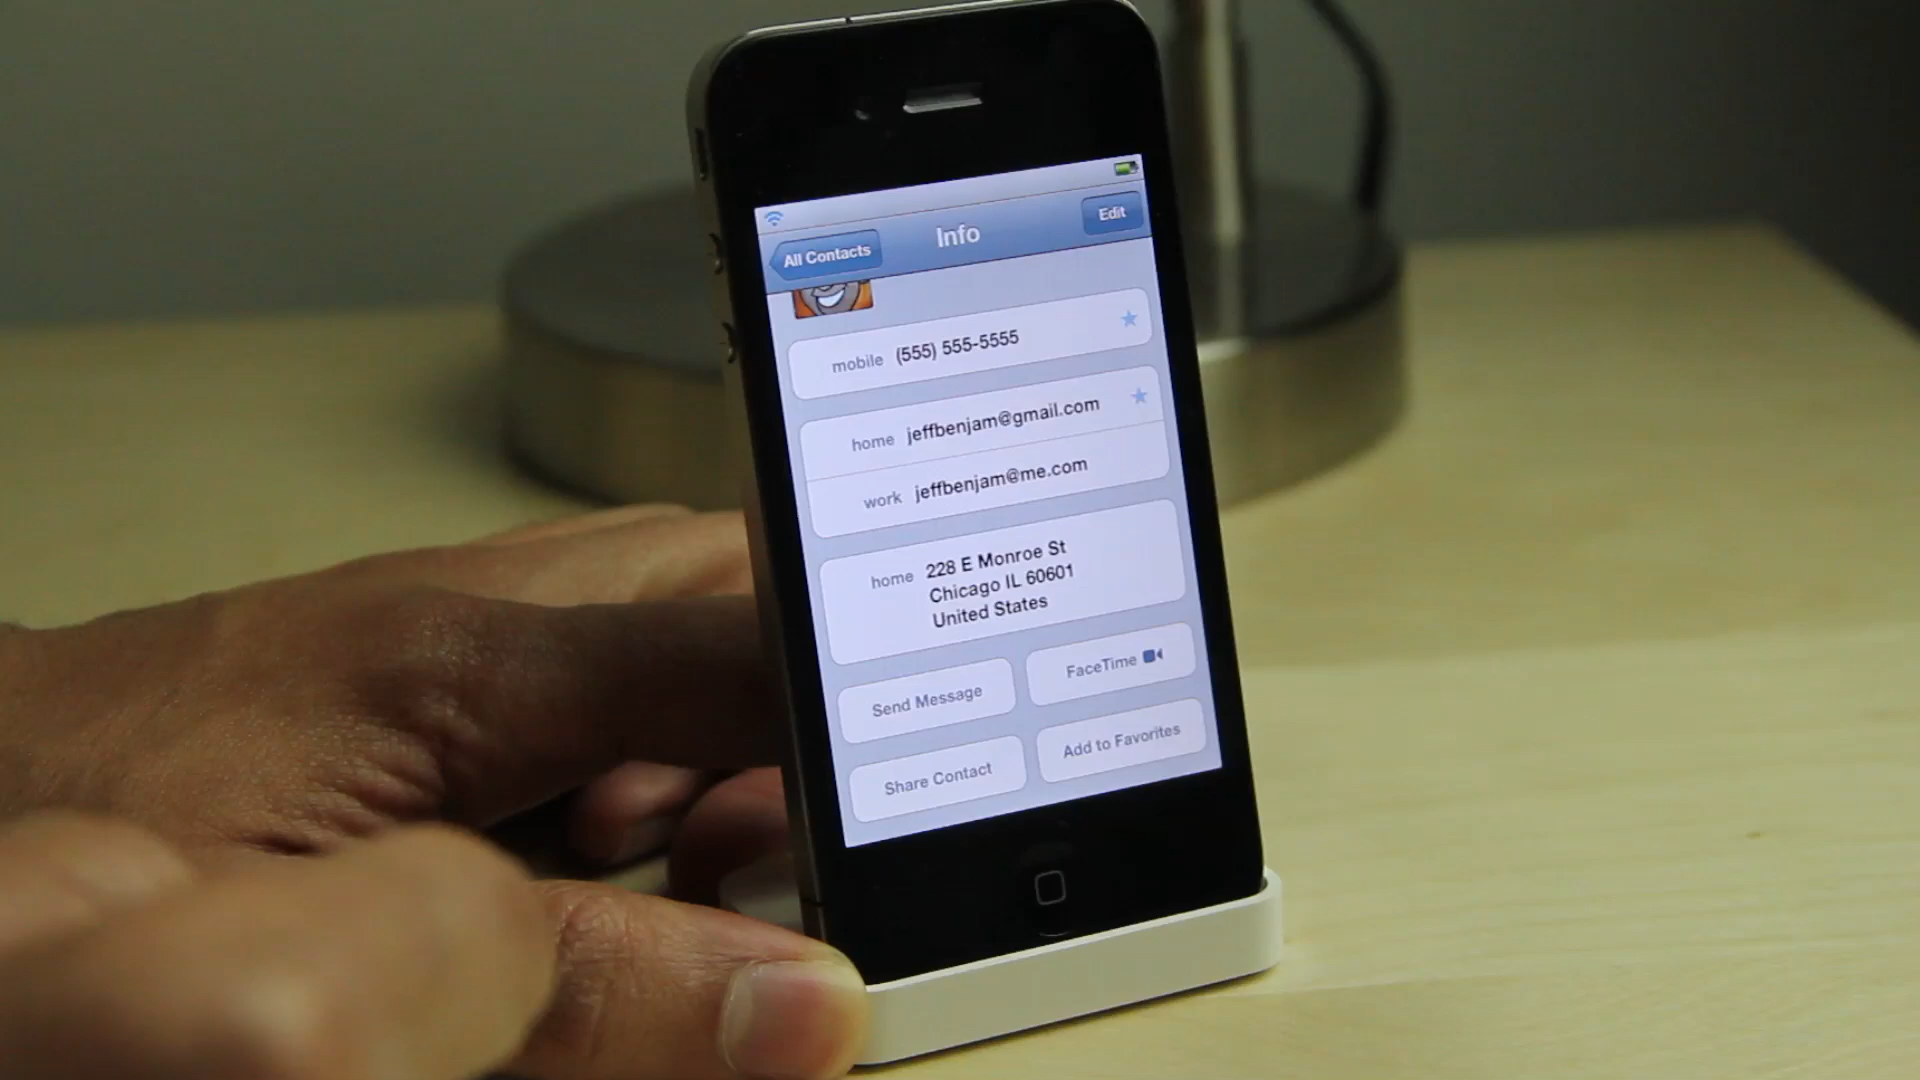 All Contacts
Info
Edit
mobile (555) 555-5555
home jeffbenjam@gmail.com
work jeffbenjam@me.com
home 228 E Monroe St
Chicago IL 60601
United States
Send Message
FaceTime
Share Contact
Add to Favorites